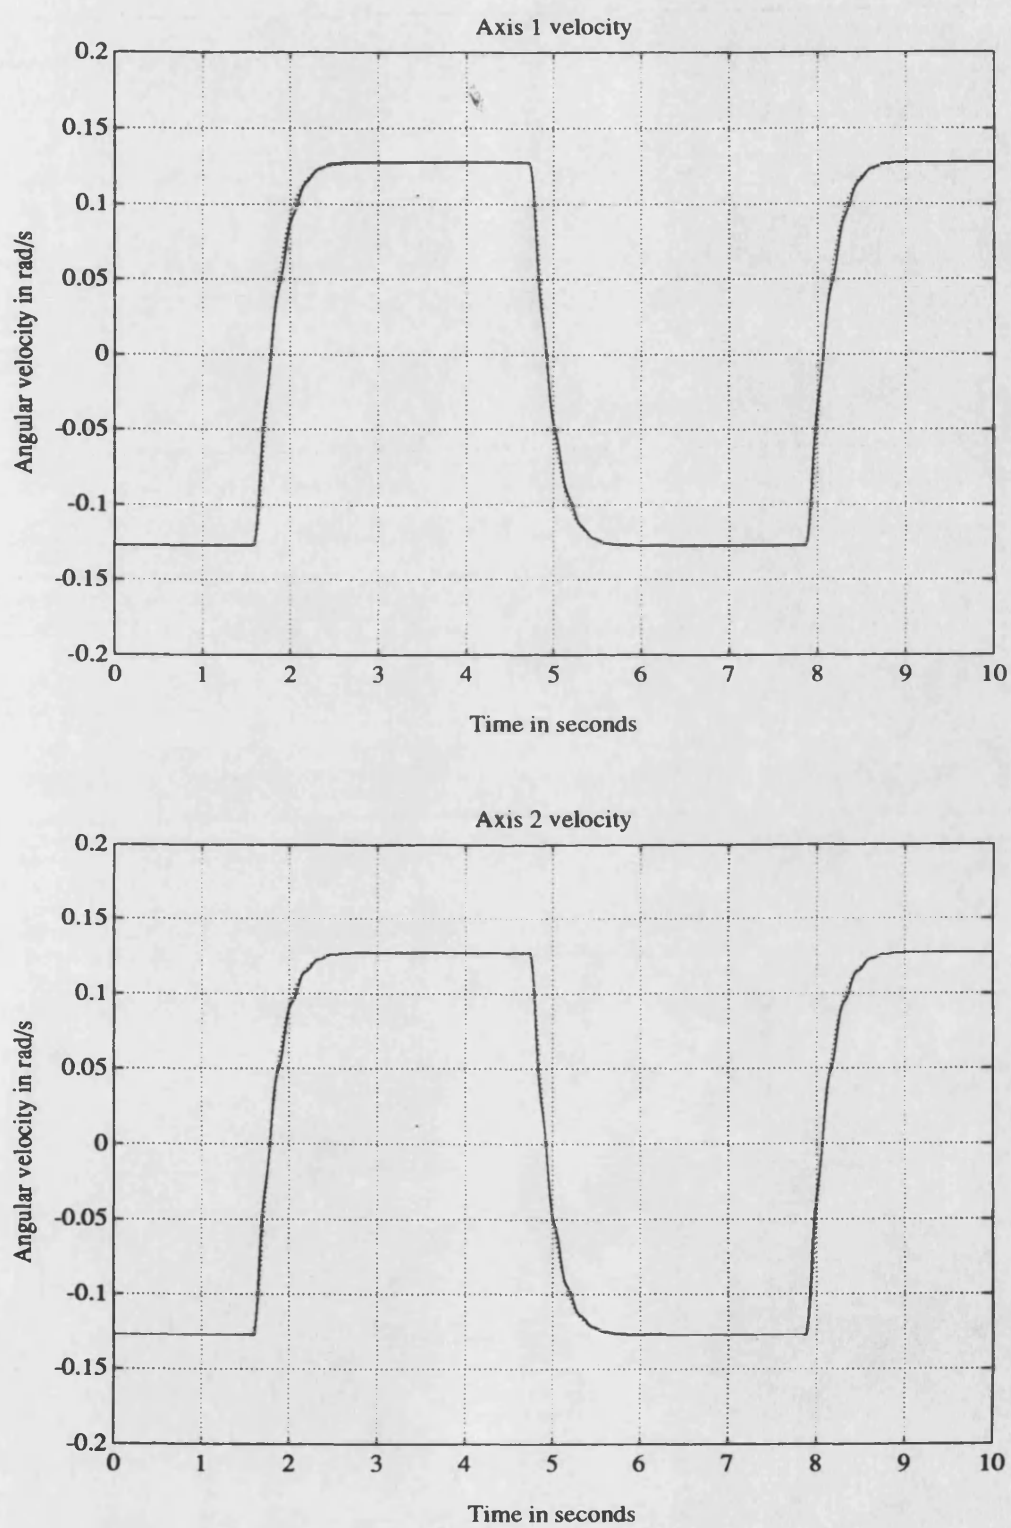 Axis 1 velocity
0.2
0.15
0.1
0.05
0
-0.05
-0.1
-0.15
-0.2
Angular velocity in rad/s
0 1 2 3 4 5 6 7 8 9 10
Time in seconds
Axis 2 velocity
0.2
0.15
0.1
0.05
0
-0.05
-0.1
-0.15
-0.2
Angular velocity in rad/s
0 1 2 3 4 5 6 7 8 9 10
Time in seconds